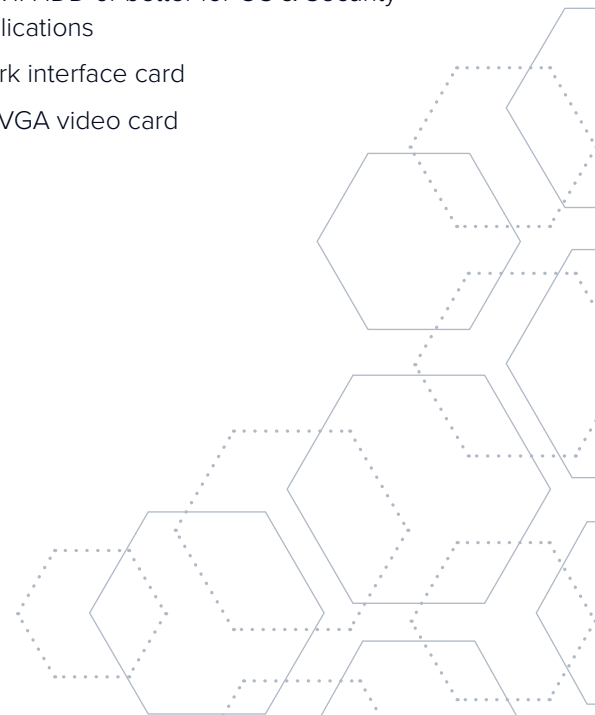 HDD or better for OS & Security
lications
rk interface card
VGA video card